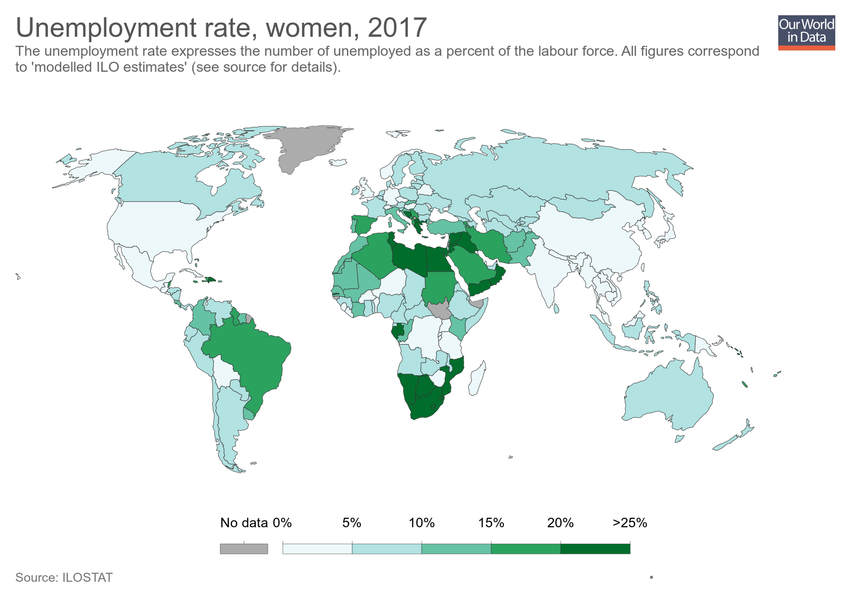 Unemployment rate, women, 2017
Our World
in Data
The unemployment rate expresses the number of unemployed as a percent of the labour force. All figures correspond
to 'modelled ILO estimates' (see source for details).
No data 0% 5% 10% 15% 20% >25%
Source: ILOSTAT